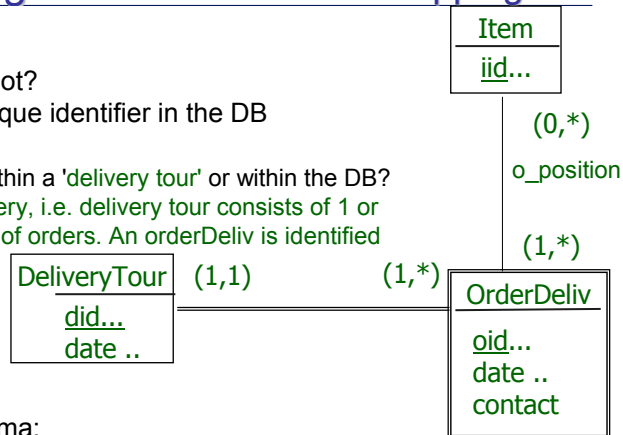 Item
iid...
ot?
que identifier in the DB
(0,*)
thin a 'delivery tour' or within the DB?
o_position
ery, i.e. delivery tour consists of 1 or
of orders. An orderDeliv is identified
(1,*)
DeliveryTour
(1,1)
(1,*)
OrderDeliv
did...
date ..
oid...
date ..
contact
ma: